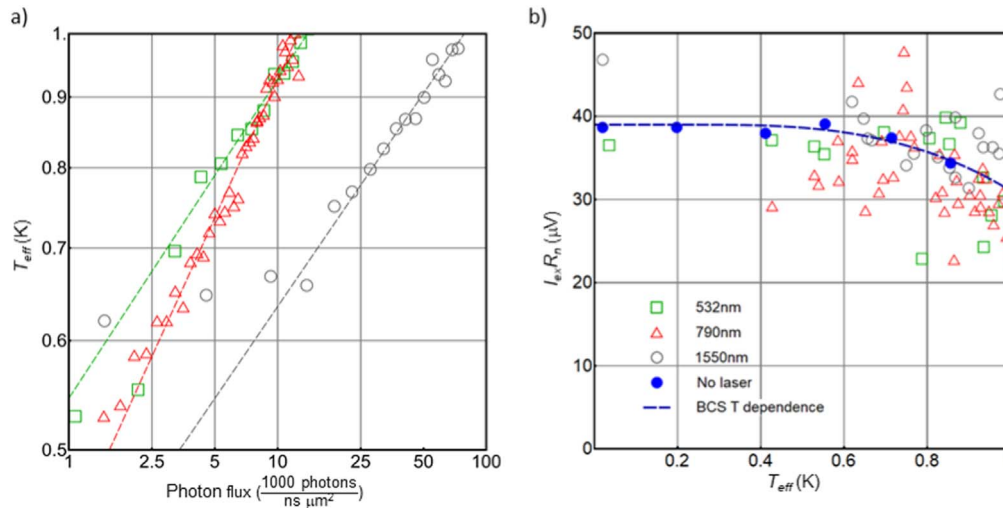 a)
T_eff (K)
1.
0.9
0.8
0.7
0.6
0.5
1 2.5 5 10 25 50 100
Photon flux (1000 photons / ns μm²)
b)
I_ex R_n (μV)
50
40
30
20
10
0
532nm
790nm
1550nm
No laser
BCS T dependence
0.2 0.4 0.6 0.8 1
T_eff (K)